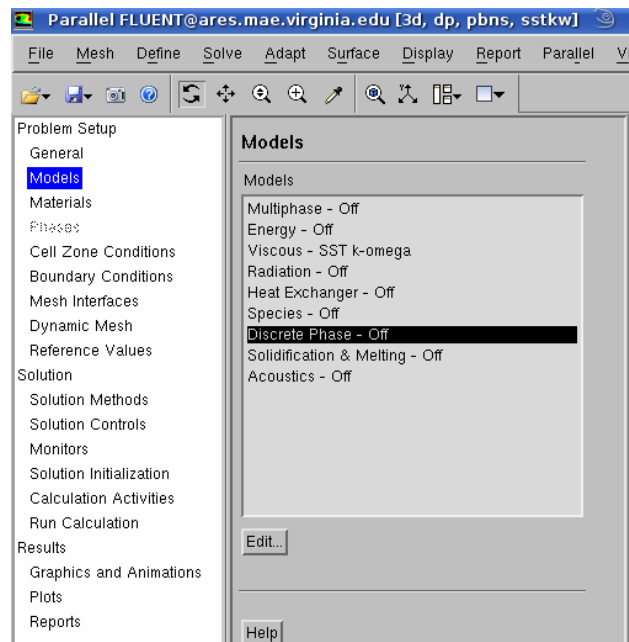 Parallel FLUENT@ares.mae.virginia.edu [3d, dp, pbns, sstkw]
File Mesh Define Solve Adapt Surface Display Report Parallel V
Problem Setup
General
Models
Materials
Phases
Cell Zone Conditions
Boundary Conditions
Mesh Interfaces
Dynamic Mesh
Reference Values
Solution
Solution Methods
Solution Controls
Monitors
Solution Initialization
Calculation Activities
Run Calculation
Results
Graphics and Animations
Plots
Reports
Models
Models
Multiphase - Off
Energy - Off
Viscous - SST k-omega
Radiation - Off
Heat Exchanger - Off
Species - Off
Discrete Phase - Off
Solidification & Melting - Off
Acoustics - Off
Edit...
Help